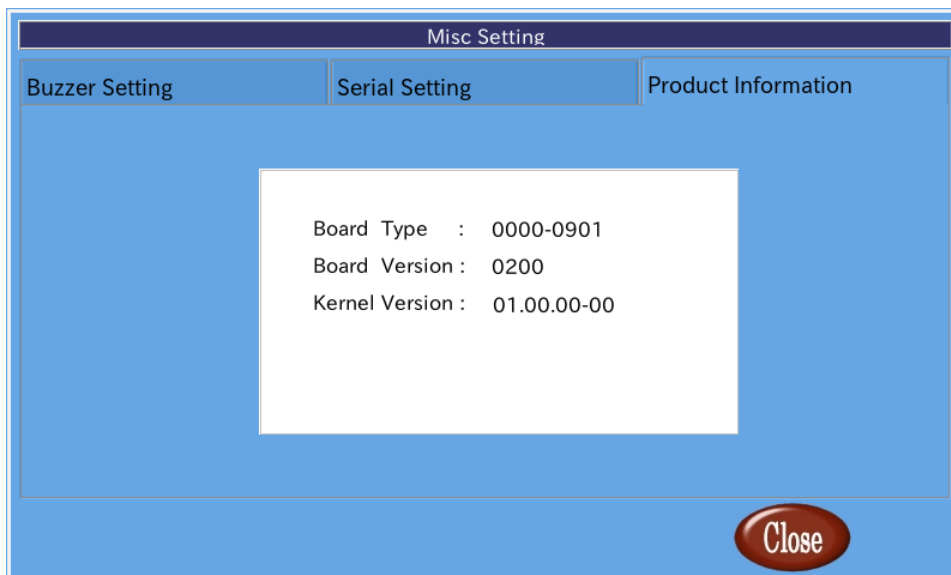 Misc Setting
Buzzer Setting Serial Setting Product Information
Board Type : 0000-0901
Board Version : 0200
Kernel Version : 01.00.00-00
Close